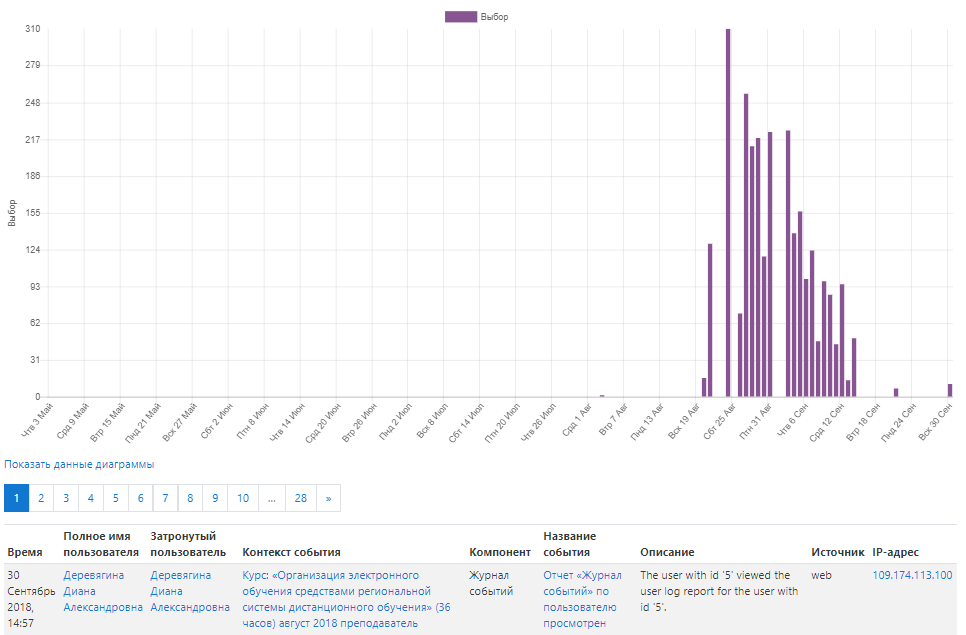 Выбор
310
279
248
217
186
155
124
93
62
31
0
Выбор
Чтв 3 Май
Срд 9 Май
Втр 15 Май
Пнд 21 Май
Вск 27 Май
Сбт 2 Июн
Птн 8 Июн
Чтв 14 Июн
Срд 20 Июн
Втр 26 Июн
Пнд 2 Июл
Вск 8 Июл
Сбт 14 Июл
Птн 20 Июл
Чтв 26 Июл
Срд 1 Авг
Втр 7 Авг
Пнд 13 Авг
Вск 19 Авг
Сбт 25 Авг
Птн 31 Авг
Чтв 6 Сен
Срд 12 Сен
Втр 18 Сен
Пнд 24 Сен
Вск 30 Сен
Показать данные диаграммы
1 2 3 4 5 6 7 8 9 10 ... 28 »
Полное имя Затронутый Название
Время пользователя пользователь Контекст события Компонент события Описание Источник IP-адрес
30 Деревягина Деревягина Курс: «Организация электронного Журнал Отчет «Журнал The user with id '5' viewed the web 109.174.113.100
Сентябрь Диана Диана обучения средствами региональной событий событий» по user log report for the user with
2018, Александровна Александровна системы дистанционного обучения» (36 пользователю id '5'.
14:57 часов) август 2018 преподаватель просмотрен